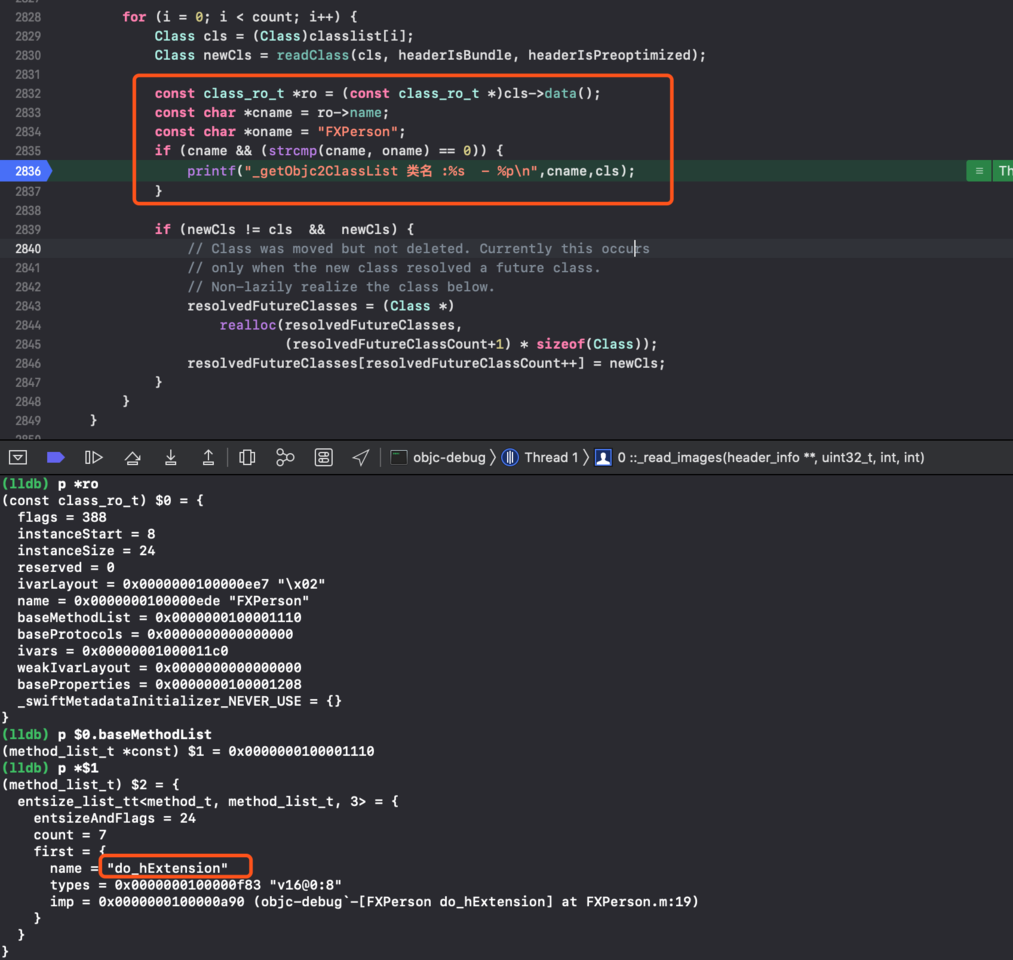 2828 for (i = 0; i < count; i++) {
2829 Class cls = (Class)classlist[i];
2830 Class newCls = readClass(cls, headerIsBundle, headerIsPreoptimized);
2831
2832 const class_ro_t *ro = (const class_ro_t *)cls->data();
2833 const char *cname = ro->name;
2834 const char *oname = "FXPerson";
2835 if (cname && (strcmp(cname, oname) == 0)) {
2836 printf("_getObjc2ClassList 类名 :%s  - %p\n",cname,cls); ≡ Th
2837 }
2838
2839 if (newCls != cls  &&  newCls) {
2840 // Class was moved but not deleted. Currently this occurs
2841 // only when the new class resolved a future class.
2842 // Non-lazily realize the class below.
2843 resolvedFutureClasses = (Class *)
2844 realloc(resolvedFutureClasses,
2845 (resolvedFutureClassCount+1) * sizeof(Class));
2846 resolvedFutureClasses[resolvedFutureClassCount++] = newCls;
2847 }
2848 }
2849 }
objc-debug 〉 Thread 1 〉 0 ::_read_images(header_info **, uint32_t, int, int)
(lldb) p *ro
(const class_ro_t) $0 = {
flags = 388
instanceStart = 8
instanceSize = 24
reserved = 0
ivarLayout = 0x0000000100000ee7 "\x02"
name = 0x0000000100000ede "FXPerson"
baseMethodList = 0x0000000100001110
baseProtocols = 0x0000000000000000
ivars = 0x00000001000011c0
weakIvarLayout = 0x0000000000000000
baseProperties = 0x0000000100001208
_swiftMetadataInitializer_NEVER_USE = {}
}
(lldb) p $0.baseMethodList
(method_list_t *const) $1 = 0x0000000100001110
(lldb) p *$1
(method_list_t) $2 = {
entsize_list_tt<method_t, method_list_t, 3> = {
entsizeAndFlags = 24
count = 7
first = {
name = "do_hExtension"
types = 0x0000000100000f83 "v16@0:8"
imp = 0x0000000100000a90 (objc-debug`-[FXPerson do_hExtension] at FXPerson.m:19)
}
}
}